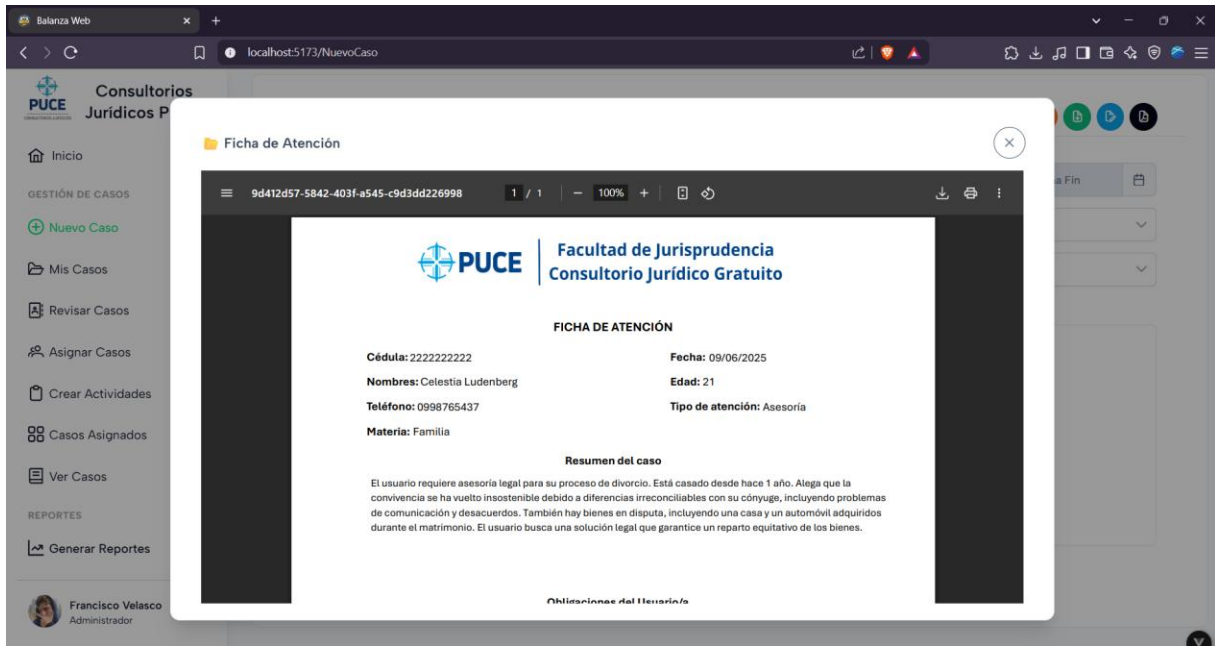 Balanza Web
localhost:5173/NuevoCaso
PUCE
Consultorios
Jurídicos P
Inicio
GESTIÓN DE CASOS
Nuevo Caso
Mis Casos
Revisar Casos
Asignar Casos
Crear Actividades
Casos Asignados
Ver Casos
REPORTES
Generar Reportes
Francisco Velasco
Administrador
a Fin
Ficha de Atención
9d412d57-5842-403f-a545-c9d3dd226998 1 / 1 100%
PUCE
Facultad de Jurisprudencia
Consultorio Jurídico Gratuito
FICHA DE ATENCIÓN
Cédula: 2222222222 Fecha: 09/06/2025
Nombres: Celestia Ludenberg Edad: 21
Teléfono: 0998765437 Tipo de atención: Asesoría
Materia: Familia
Resumen del caso
El usuario requiere asesoría legal para su proceso de divorcio. Está casado desde hace 1 año. Alega que la
convivencia se ha vuelto insostenible debido a diferencias irreconciliables con su cónyuge, incluyendo problemas
de comunicación y desacuerdos. También hay bienes en disputa, incluyendo una casa y un automóvil adquiridos
durante el matrimonio. El usuario busca una solución legal que garantice un reparto equitativo de los bienes.
Obligaciones del Usuario/a